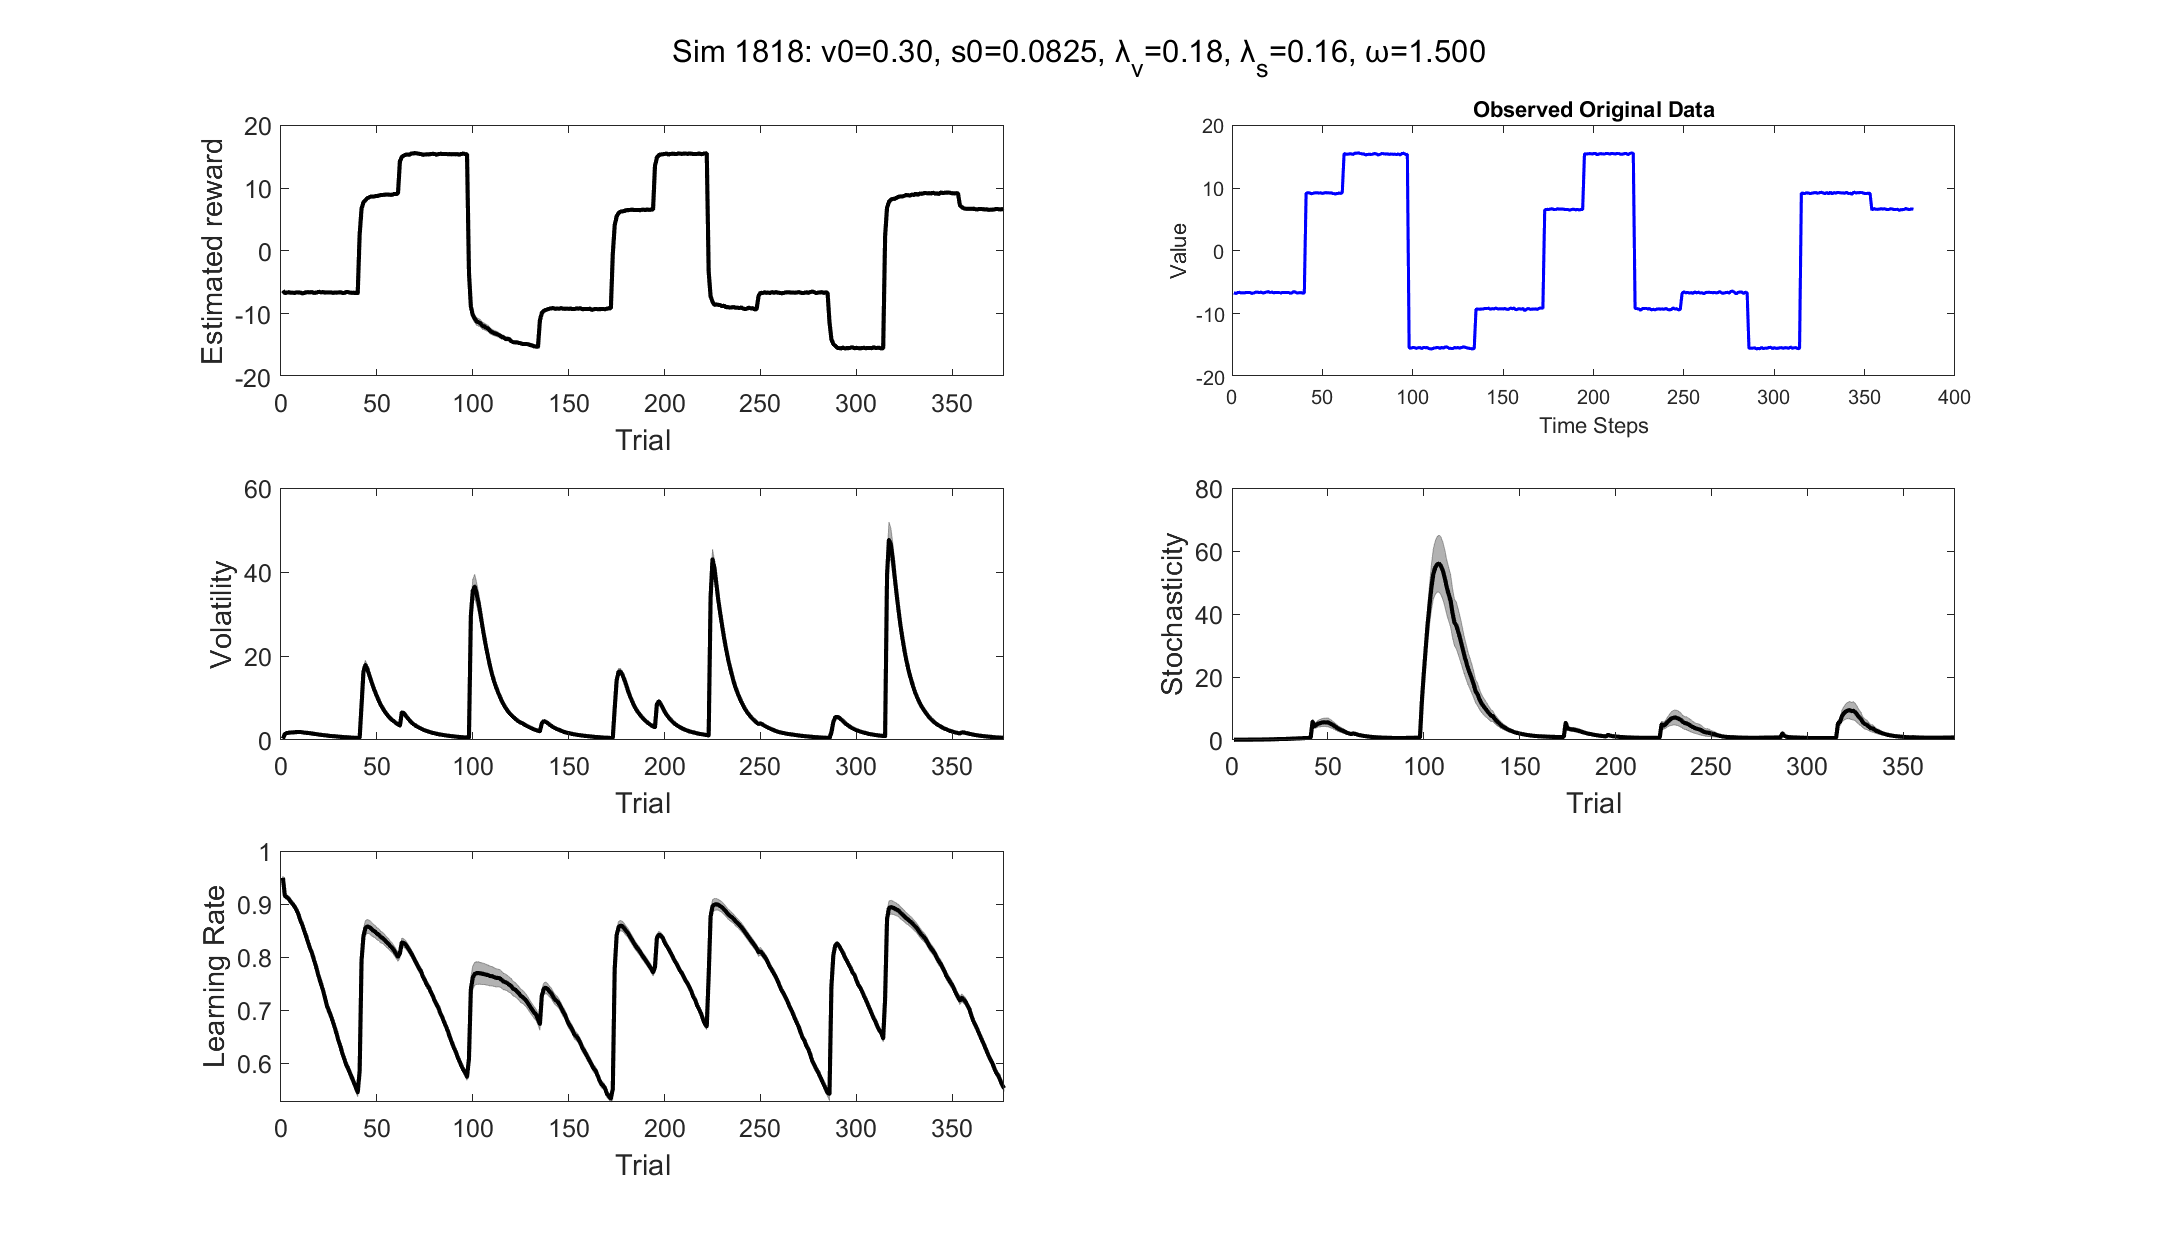 Sim 1818: v0=0.30, s0=0.0825, λ_v=0.18, λ_s=0.16, ω=1.500
Estimated reward
20
10
0
-10
-20
0 50 100 150 200 250 300 350
Trial
Observed Original Data
Value
20
10
0
-10
-20
0 50 100 150 200 250 300 350 400
Time Steps
Volatility
60
40
20
0
0 50 100 150 200 250 300 350
Trial
Stochasticity
80
60
40
20
0
0 50 100 150 200 250 300 350
Trial
Learning Rate
1
0.9
0.8
0.7
0.6
0 50 100 150 200 250 300 350
Trial